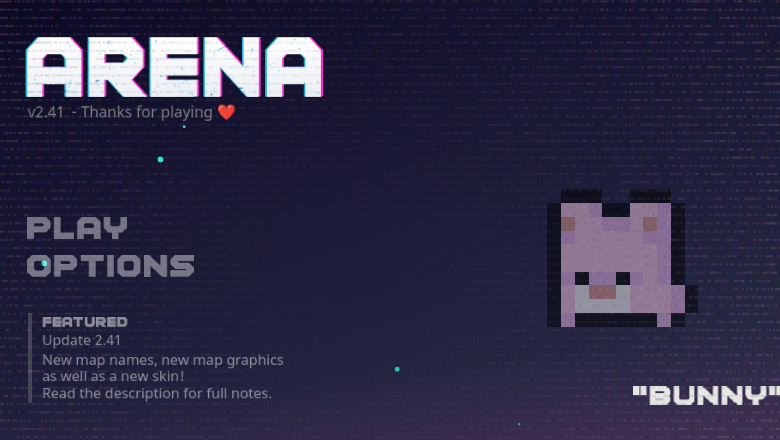 ARENA
v2.41 - Thanks for playing ❤️
PLAY
OPTIONS
FEATURED
Update 2.41
New map names, new map graphics
as well as a new skin!
Read the description for full notes.
"BUNNY"